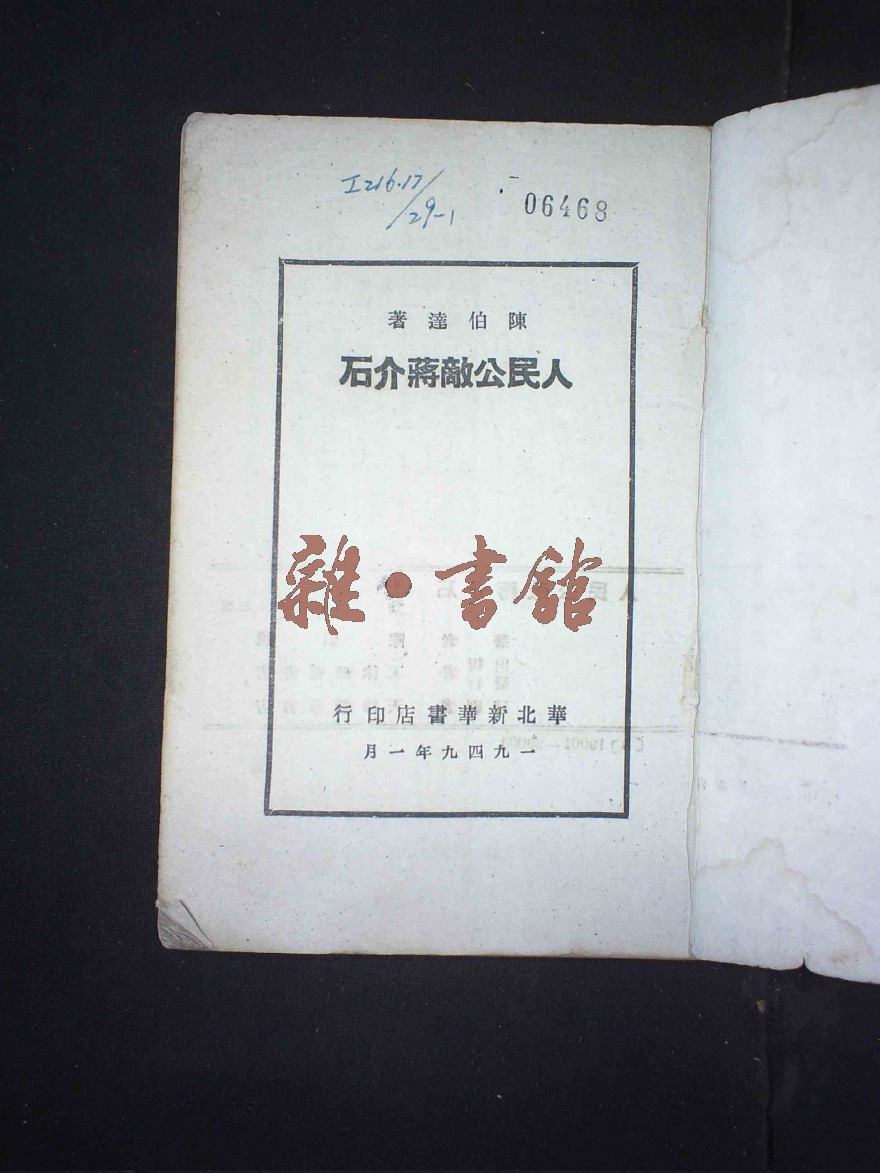 I216.17/
29-1
06468
陳伯達著
人民公敵蔣介石
雜·書館
華北新華書店印行
一九四九年一月